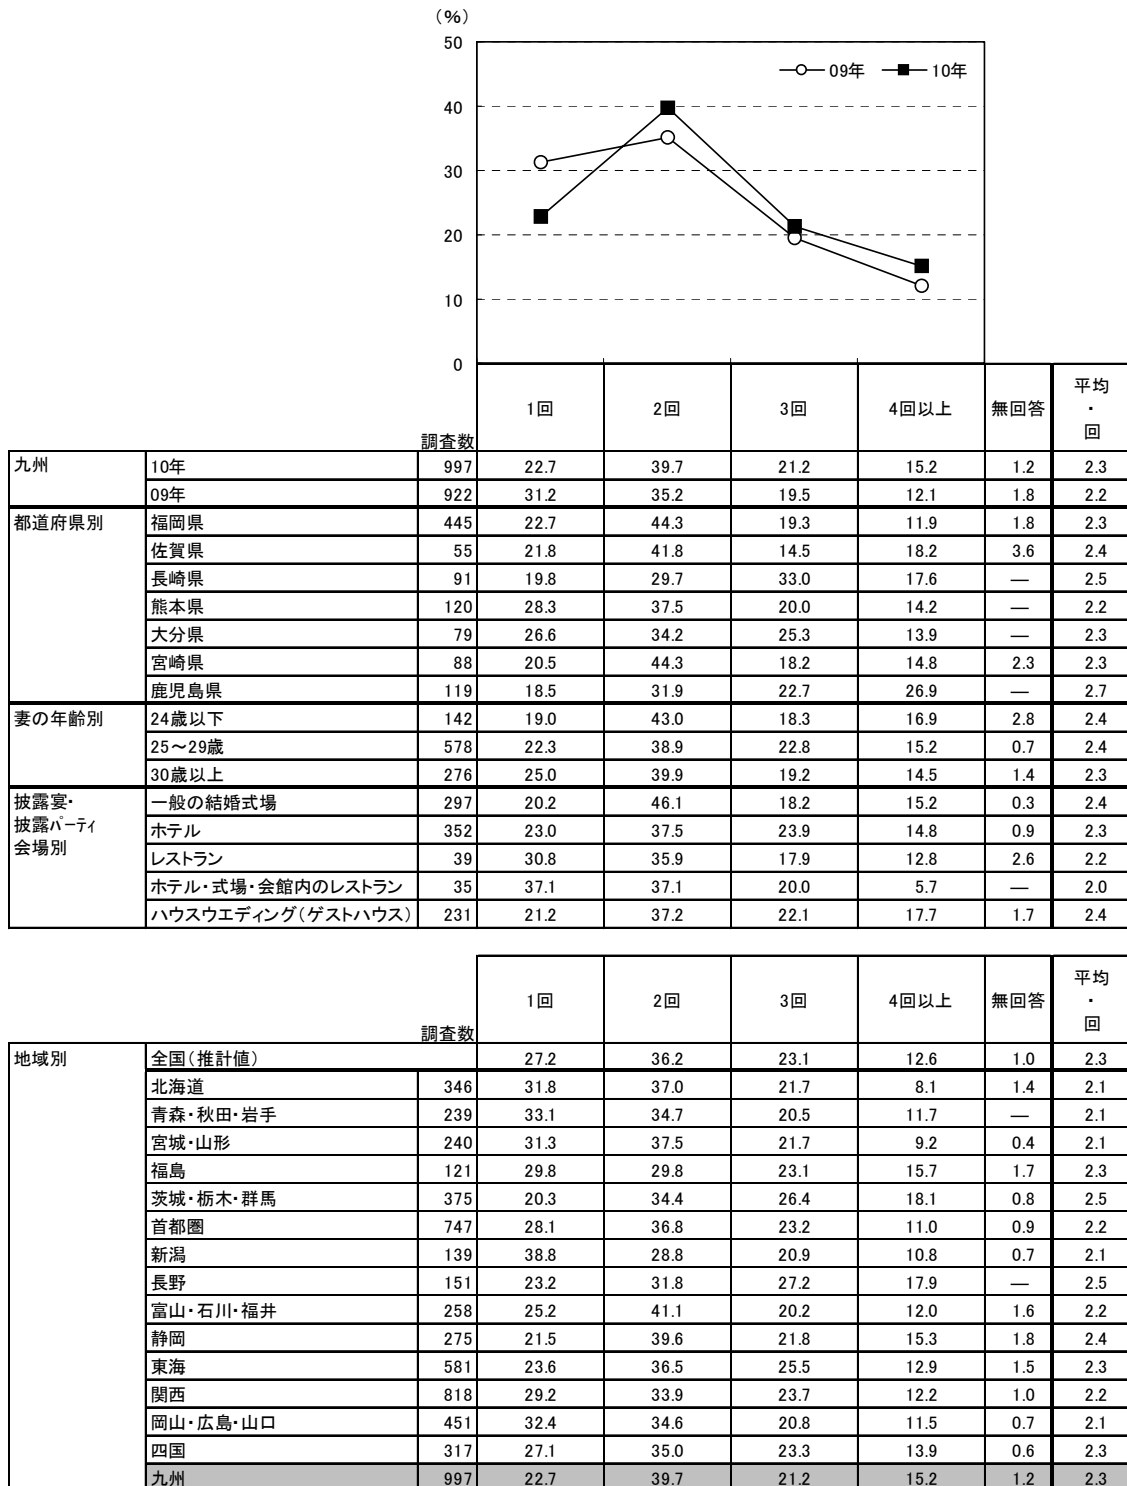 (%)
50
09年 10年
40
30
20
10
0
調査数 1回 2回 3回 4回以上 無回答 平均・回
九州 10年 997 22.7 39.7 21.2 15.2 1.2 2.3
09年 922 31.2 35.2 19.5 12.1 1.8 2.2
都道府県別 福岡県 445 22.7 44.3 19.3 11.9 1.8 2.3
佐賀県 55 21.8 41.8 14.5 18.2 3.6 2.4
長崎県 91 19.8 29.7 33.0 17.6 — 2.5
熊本県 120 28.3 37.5 20.0 14.2 — 2.2
大分県 79 26.6 34.2 25.3 13.9 — 2.3
宮崎県 88 20.5 44.3 18.2 14.8 2.3 2.3
鹿児島県 119 18.5 31.9 22.7 26.9 — 2.7
妻の年齢別 24歳以下 142 19.0 43.0 18.3 16.9 2.8 2.4
25～29歳 578 22.3 38.9 22.8 15.2 0.7 2.4
30歳以上 276 25.0 39.9 19.2 14.5 1.4 2.3
披露宴・ 一般の結婚式場 297 20.2 46.1 18.2 15.2 0.3 2.4
披露パーティ ホテル 352 23.0 37.5 23.9 14.8 0.9 2.3
会場別 レストラン 39 30.8 35.9 17.9 12.8 2.6 2.2
ホテル・式場・会館内のレストラン 35 37.1 37.1 20.0 5.7 — 2.0
ハウスウエディング(ゲストハウス) 231 21.2 37.2 22.1 17.7 1.7 2.4
調査数 1回 2回 3回 4回以上 無回答 平均・回
地域別 全国(推計値) 27.2 36.2 23.1 12.6 1.0 2.3
北海道 346 31.8 37.0 21.7 8.1 1.4 2.1
青森・秋田・岩手 239 33.1 34.7 20.5 11.7 — 2.1
宮城・山形 240 31.3 37.5 21.7 9.2 0.4 2.1
福島 121 29.8 29.8 23.1 15.7 1.7 2.3
茨城・栃木・群馬 375 20.3 34.4 26.4 18.1 0.8 2.5
首都圏 747 28.1 36.8 23.2 11.0 0.9 2.2
新潟 139 38.8 28.8 20.9 10.8 0.7 2.1
長野 151 23.2 31.8 27.2 17.9 — 2.5
富山・石川・福井 258 25.2 41.1 20.2 12.0 1.6 2.2
静岡 275 21.5 39.6 21.8 15.3 1.8 2.4
東海 581 23.6 36.5 25.5 12.9 1.5 2.3
関西 818 29.2 33.9 23.7 12.2 1.0 2.2
岡山・広島・山口 451 32.4 34.6 20.8 11.5 0.7 2.1
四国 317 27.1 35.0 23.3 13.9 0.6 2.3
九州 997 22.7 39.7 21.2 15.2 1.2 2.3